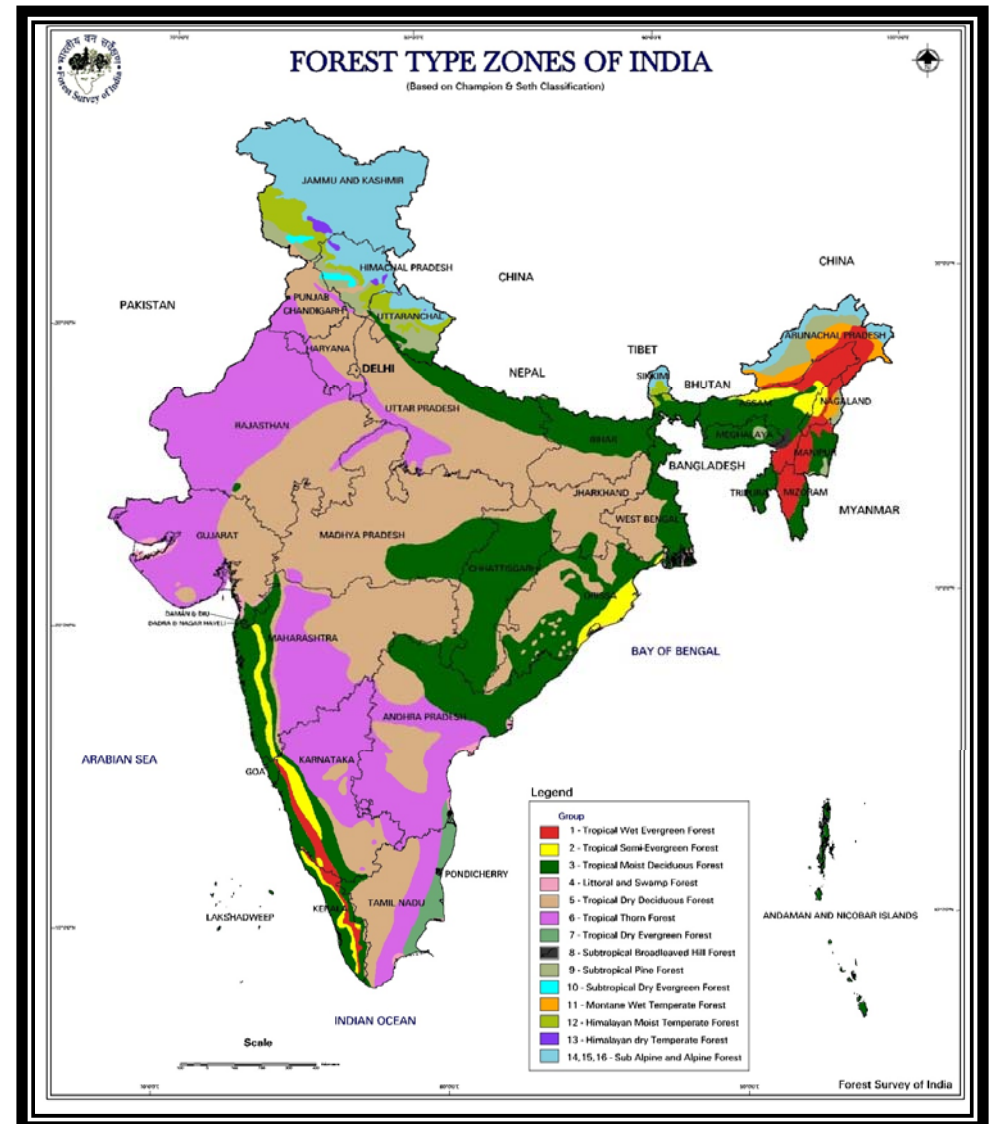 भारतीय वन सर्वेक्षण
Forest Survey of India
FOREST TYPE ZONES OF INDIA
(Based on Champion & Seth Classification)
JAMMU AND KASHMIR
HIMACHAL PRADESH
CHINA
CHINA
PAKISTAN
PUNJAB
CHANDIGARH
UTTARANCHAL
ARUNACHAL PRADESH
HARYANA
DELHI
TIBET
NEPAL
SIKKIM
BHUTAN
ASSAM
NAGALAND
RAJASTHAN
UTTAR PRADESH
BIHAR
MEGHALAYA
MANIPUR
BANGLADESH
JHARKHAND
TRIPURA
MIZORAM
MYANMAR
GUJARAT
MADHYA PRADESH
WEST BENGAL
CHHATTISGARH
ORISSA
DAMAN & DIU
DADRA & NAGAR HAVELI
MAHARASHTRA
BAY OF BENGAL
ANDHRA PRADESH
ARABIAN SEA
GOA
KARNATAKA
PONDICHERRY
LAKSHADWEEP
KERALA
TAMIL NADU
ANDAMAN AND NICOBAR ISLANDS
INDIAN OCEAN
Legend
Group
1 - Tropical Wet Evergreen Forest
2 - Tropical Semi-Evergreen Forest
3 - Tropical Moist Deciduous Forest
4 - Littoral and Swamp Forest
5 - Tropical Dry Deciduous Forest
6 - Tropical Thorn Forest
7 - Tropical Dry Evergreen Forest
8 - Subtropical Broadleaved Hill Forest
9 - Subtropical Pine Forest
10 - Subtropical Dry Evergreen Forest
11 - Montane Wet Temperate Forest
12 - Himalayan Moist Temperate Forest
13 - Himalayan dry Temperate Forest
14,15,16 - Sub Alpine and Alpine Forest
Scale
Forest Survey of India